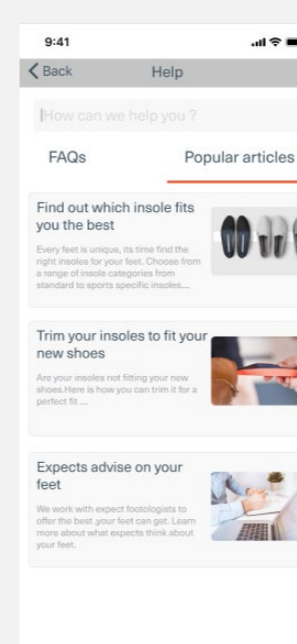 9:41
Back Help
How can we help you ?
FAQs Popular articles
Find out which insole fits
you the best
Every feet is unique, its time find the
right insoles for your feet. Choose from
a range of insole categories from
standard to sports specific insoles....
Trim your insoles to fit your
new shoes
Are your insoles not fitting your new
shoes.Here is how you can trim it for a
perfect fit ....
Expects advise on your
feet
We work with expect footologists to
offer the best ,your feet can get. Learn
more about what expects think about
your feet.